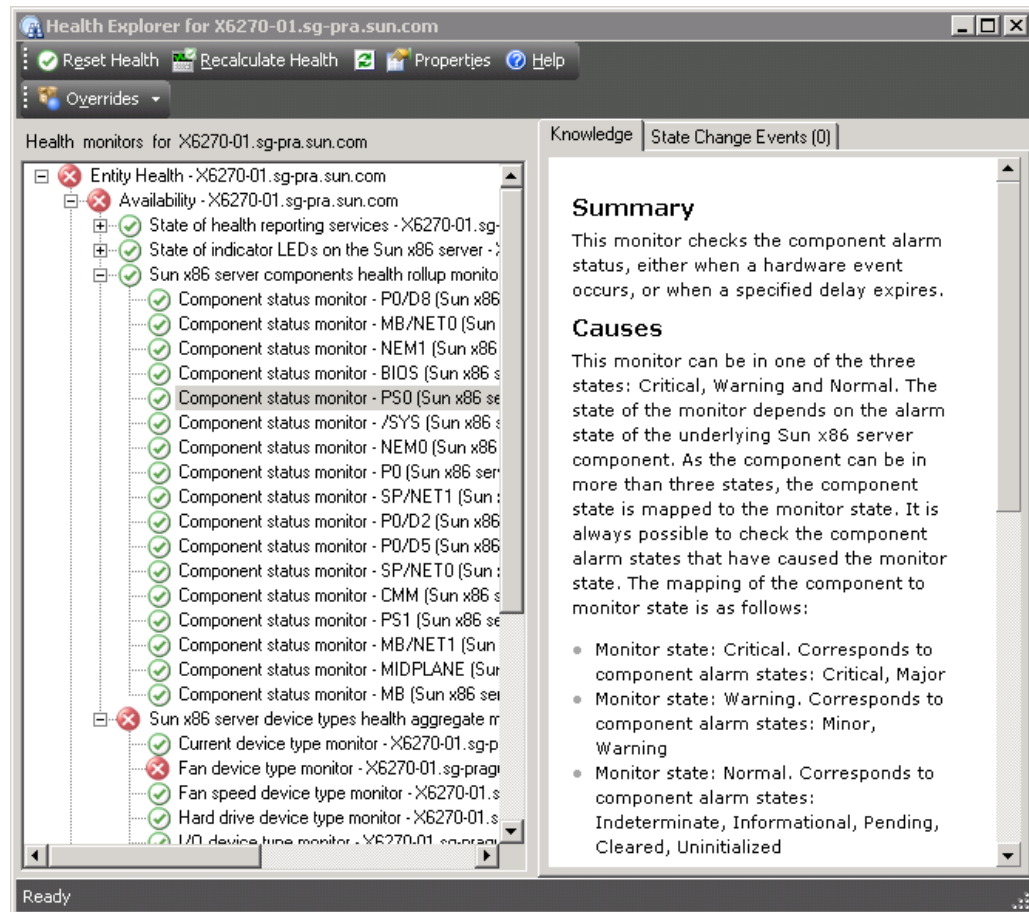 Health Explorer for X6270-01.sg-pra.sun.com
Reset Health Recalculate Health Properties Help
Overrides
Health monitors for X6270-01.sg-pra.sun.com
Entity Health - X6270-01.sg-pra.sun.com
Availability - X6270-01.sg-pra.sun.com
State of health reporting services - X6270-01.sg-
State of indicator LEDs on the Sun x86 server -
Sun x86 server components health rollup monito
Component status monitor - P0/D8 (Sun x86
Component status monitor - MB/NET0 (Sun
Component status monitor - NEM1 (Sun x86
Component status monitor - BIOS (Sun x86 s
Component status monitor - PS0 (Sun x86 se
Component status monitor - /SYS (Sun x86 s
Component status monitor - NEM0 (Sun x86
Component status monitor - P0 (Sun x86 ser
Component status monitor - SP/NET1 (Sun
Component status monitor - P0/D2 (Sun x86
Component status monitor - P0/D5 (Sun x86
Component status monitor - SP/NET0 (Sun
Component status monitor - CMM (Sun x86 s
Component status monitor - PS1 (Sun x86 se
Component status monitor - MB/NET1 (Sun
Component status monitor - MIDPLANE (Sun
Component status monitor - MB (Sun x86 ser
Sun x86 server device types health aggregate m
Current device type monitor - X6270-01.sg-p
Fan device type monitor - X6270-01.sg-prag
Fan speed device type monitor - X6270-01.s
Hard drive device type monitor - X6270-01.s
I/O device type monitor - X6270-01.sg-prag
Knowledge State Change Events (0)
Summary
This monitor checks the component alarm
status, either when a hardware event
occurs, or when a specified delay expires.
Causes
This monitor can be in one of the three
states: Critical, Warning and Normal. The
state of the monitor depends on the alarm
state of the underlying Sun x86 server
component. As the component can be in
more than three states, the component
state is mapped to the monitor state. It is
always possible to check the component
alarm states that have caused the monitor
state. The mapping of the component to
monitor state is as follows:
Monitor state: Critical. Corresponds to
component alarm states: Critical, Major
Monitor state: Warning. Corresponds to
component alarm states: Minor,
Warning
Monitor state: Normal. Corresponds to
component alarm states:
Indeterminate, Informational, Pending,
Cleared, Uninitialized
Ready